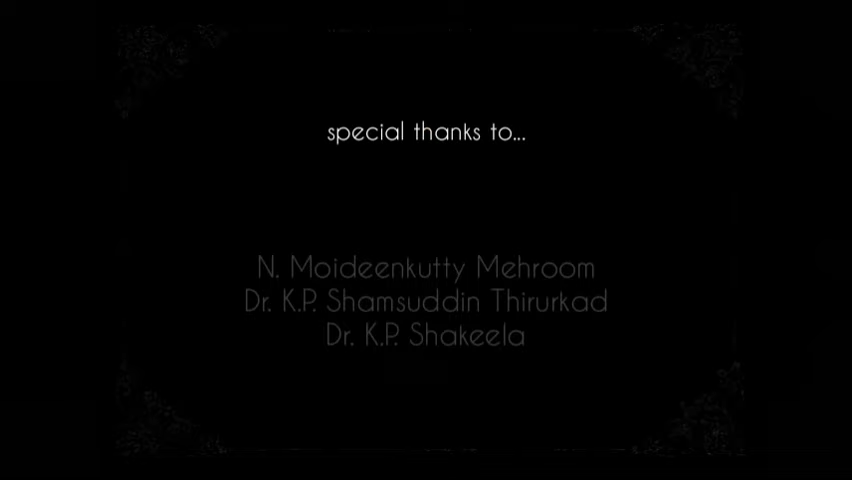 special thanks to...
N. Moideenkutty Mehroom
Dr. K.P. Shamsuddin Thirurkad
Dr. K.P. Shakeela